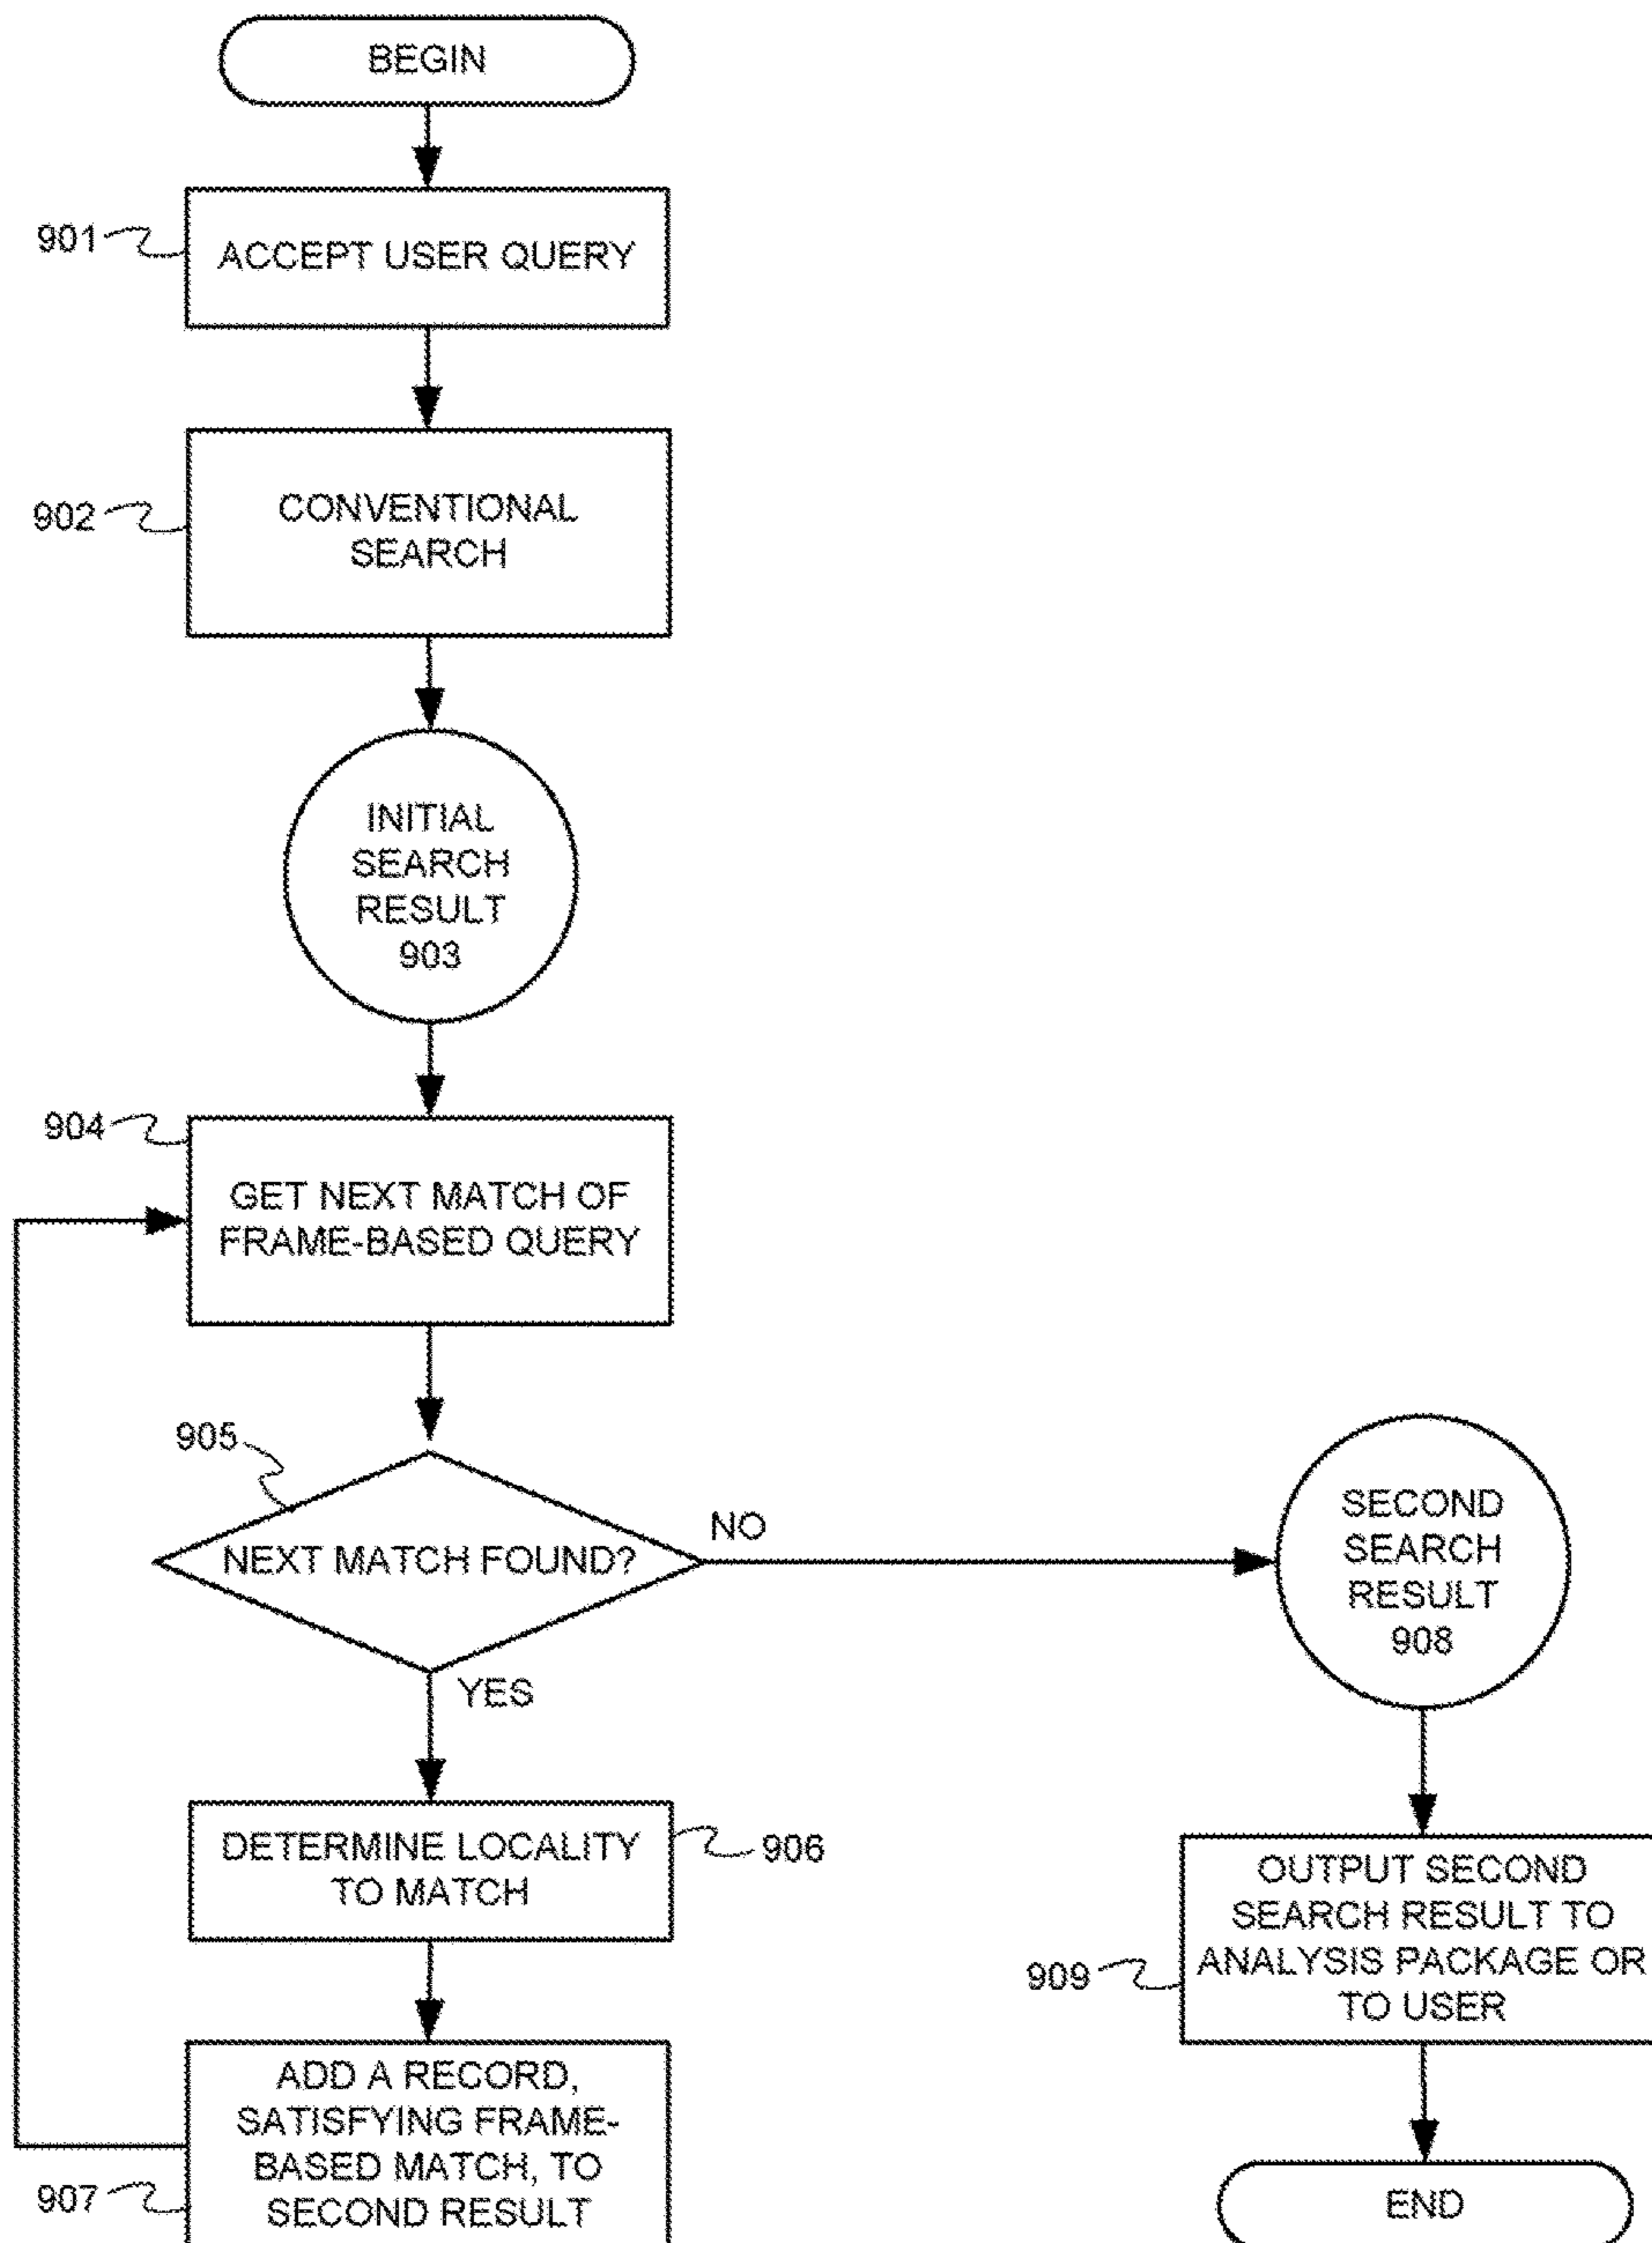 BEGIN
901
ACCEPT USER QUERY
902
CONVENTIONAL
SEARCH
INITIAL
SEARCH
RESULT
903
904
GET NEXT MATCH OF
FRAME-BASED QUERY
905
NEXT MATCH FOUND?
NO
YES
SECOND
SEARCH
RESULT
908
DETERMINE LOCALITY
TO MATCH
906
ADD A RECORD,
SATISFYING FRAME-
BASED MATCH, TO
SECOND RESULT
907
OUTPUT SECOND
SEARCH RESULT TO
ANALYSIS PACKAGE OR
TO USER
909
END